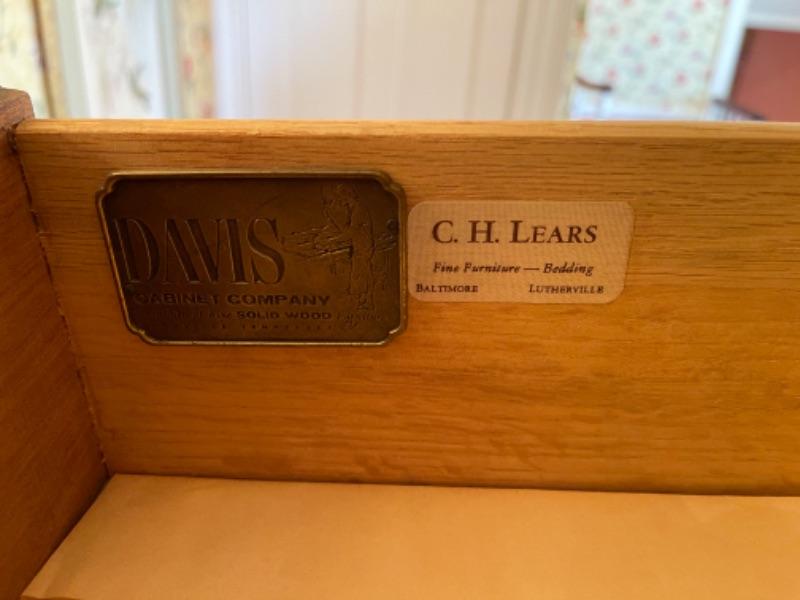 DAVIS
CABINET COMPANY
SOLID WOOD
C. H. LEARS
Fine Furniture — Bedding
BALTIMORE LUTHERVILLE